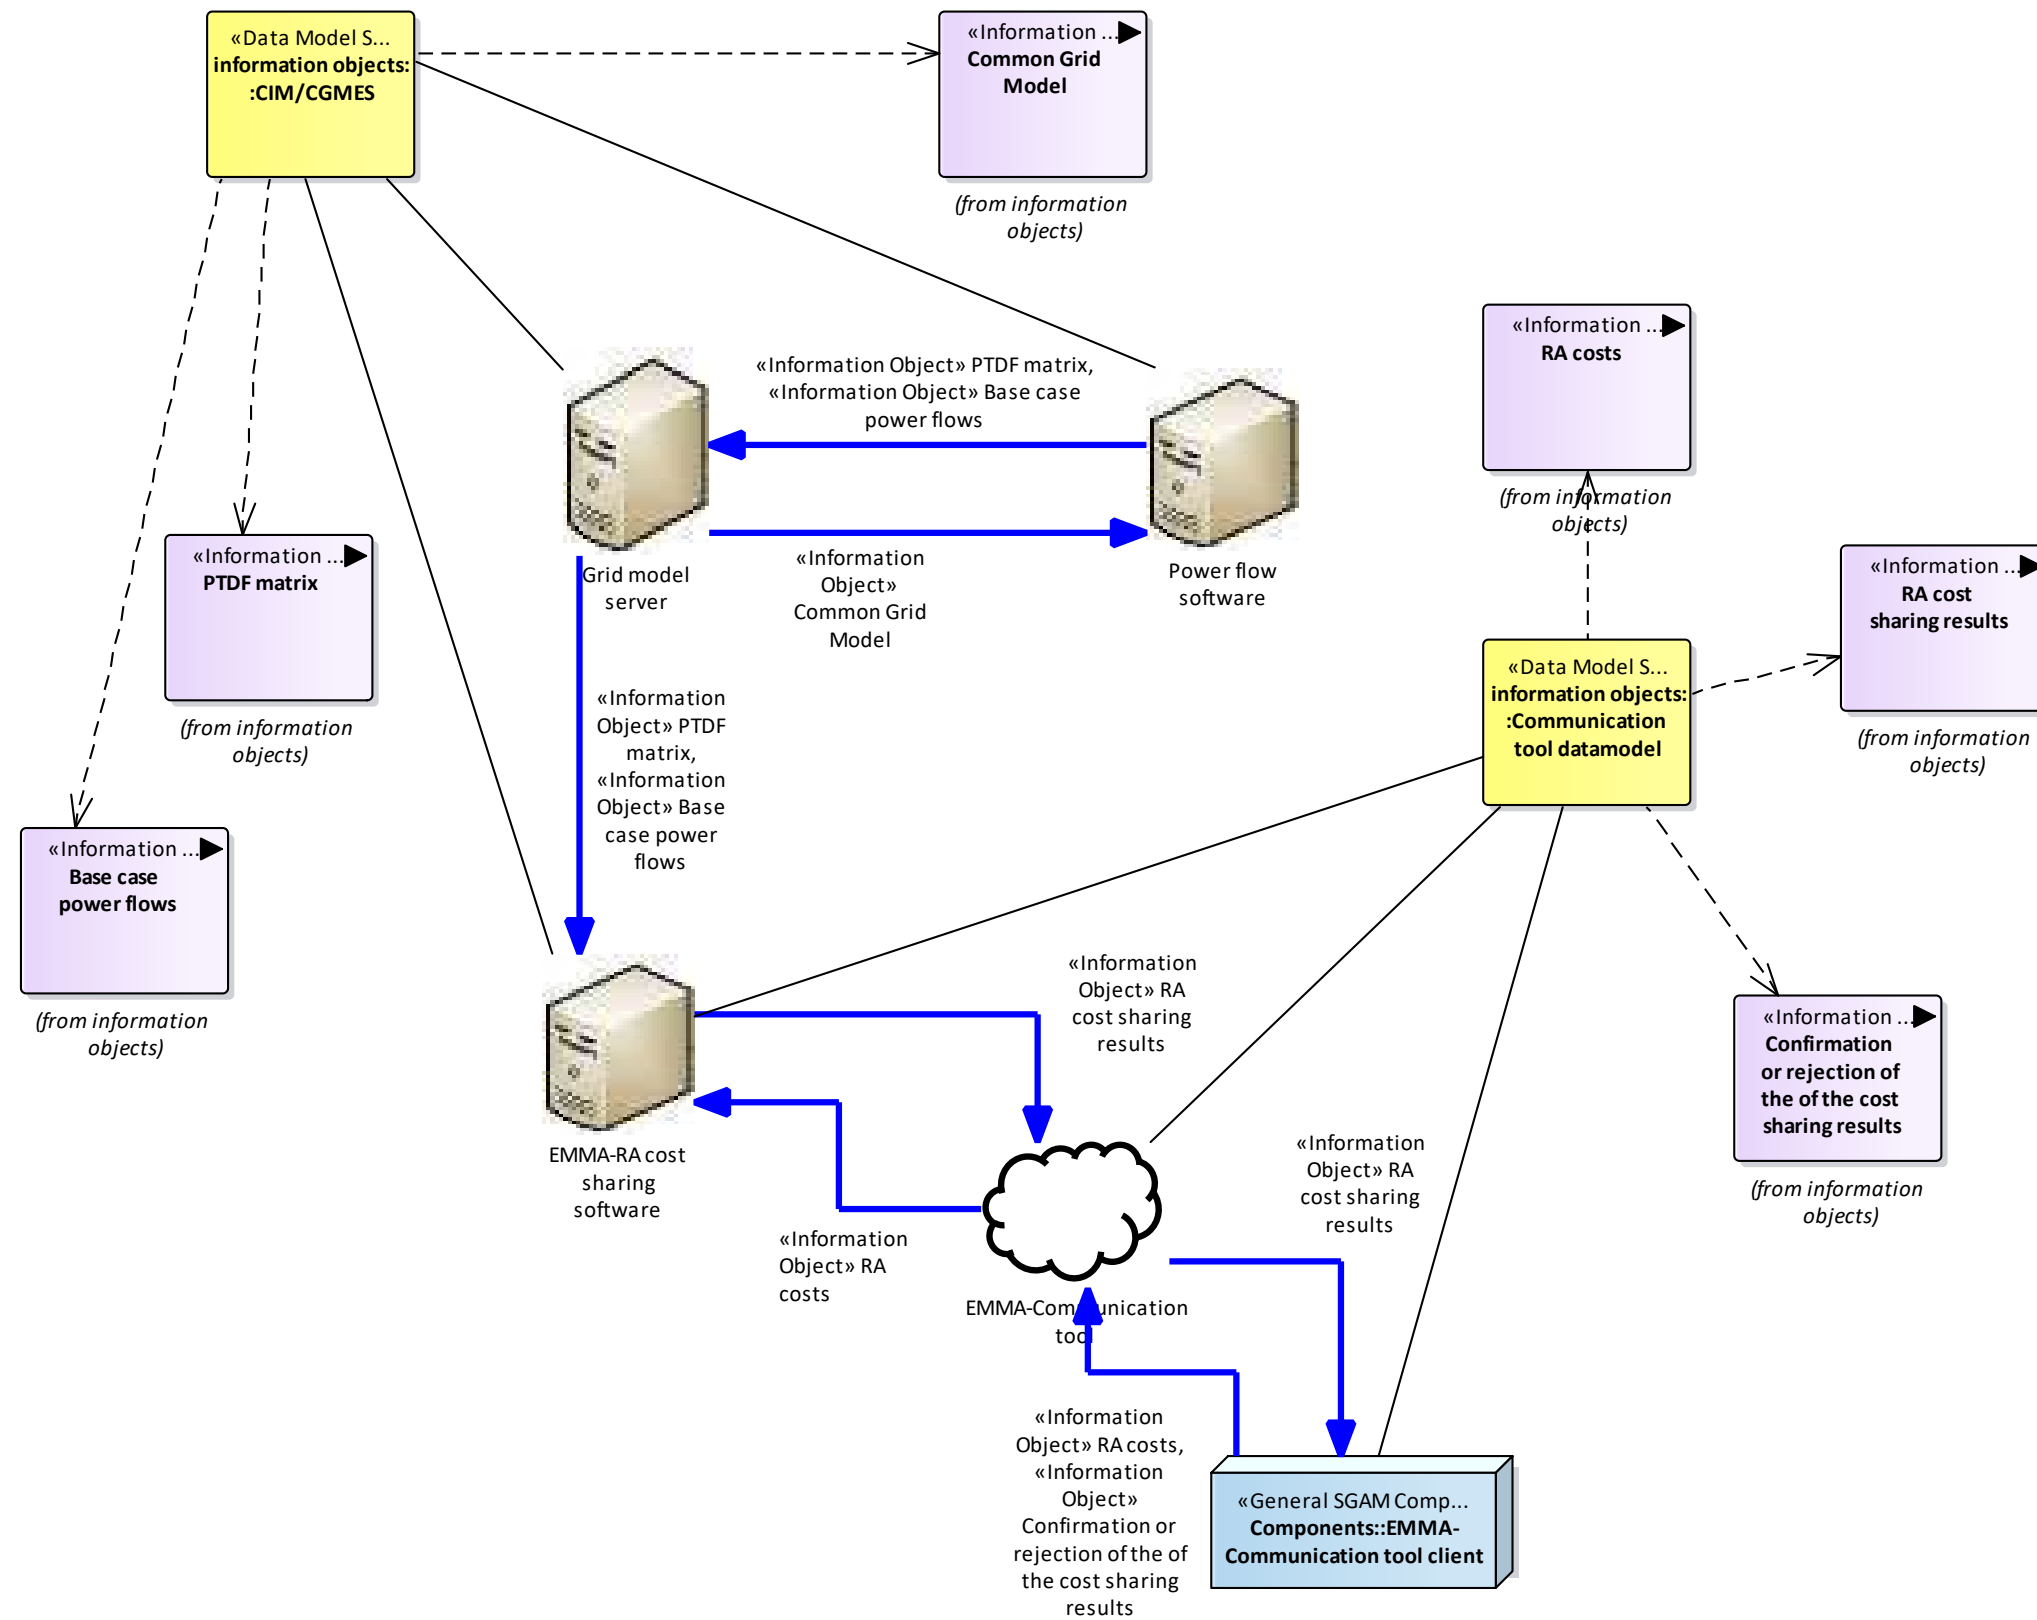 «Data Model S...
information objects:
:CIM/CGMES
«Information ...
Common Grid
Model
(from information
objects)
«Information ...
RA costs
(from information
objects)
«Information Object» PTDF matrix,
«Information Object» Base case
power flows
Grid model
server
«Information
Object»
Common Grid
Model
Power flow
software
«Information ...
PTDF matrix
(from information
objects)
«Information ...
RA cost
sharing results
(from information
objects)
«Data Model S...
information objects:
:Communication
tool datamodel
«Information
Object» PTDF
matrix,
«Information
Object» Base
case power
flows
«Information ...
Base case
power flows
(from information
objects)
«Information
Object» RA
cost sharing
results
«Information ...
Confirmation
or rejection of
the of the cost
sharing results
(from information
objects)
EMMA-RA cost
sharing
software
«Information
Object» RA
cost sharing
results
«Information
Object» RA
costs
EMMA-Communication
tool
«Information
Object» RA costs,
«Information
Object»
Confirmation or
rejection of the of
the cost sharing
results
«General SGAM Comp...
Components::EMMA-
Communication tool client